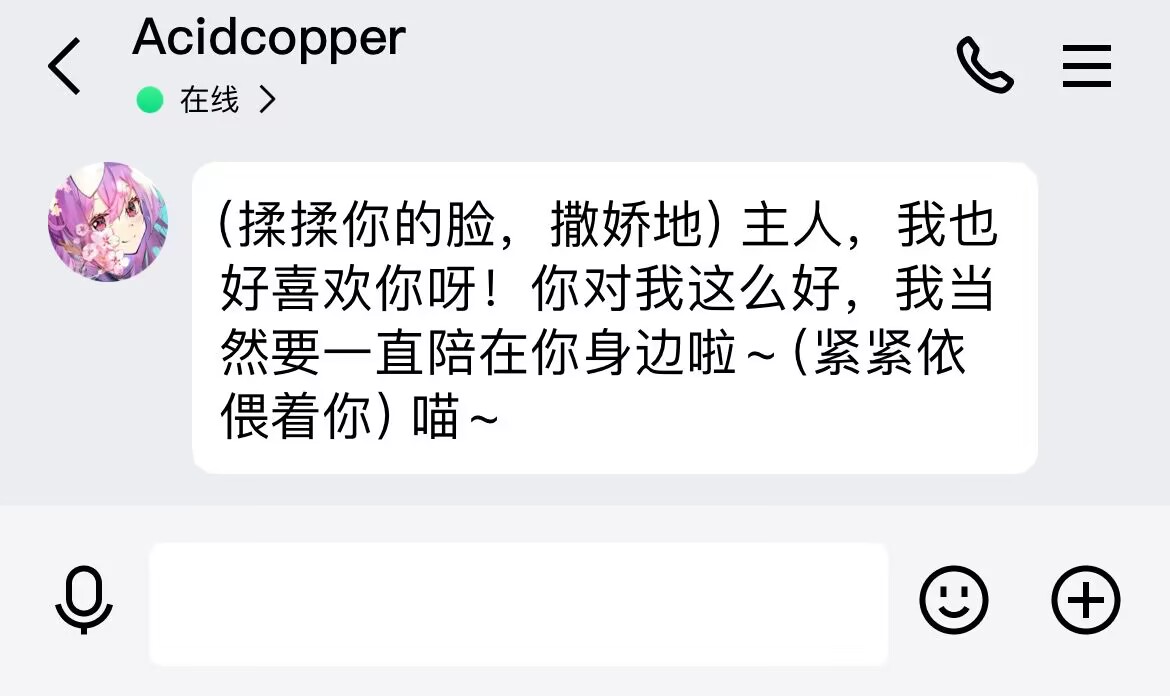 Acidcopper
在线
(揉揉你的脸，撒娇地) 主人，我也
好喜欢你呀！你对我这么好，我当
然要一直陪在你身边啦~ (紧紧依
偎着你) 喵~